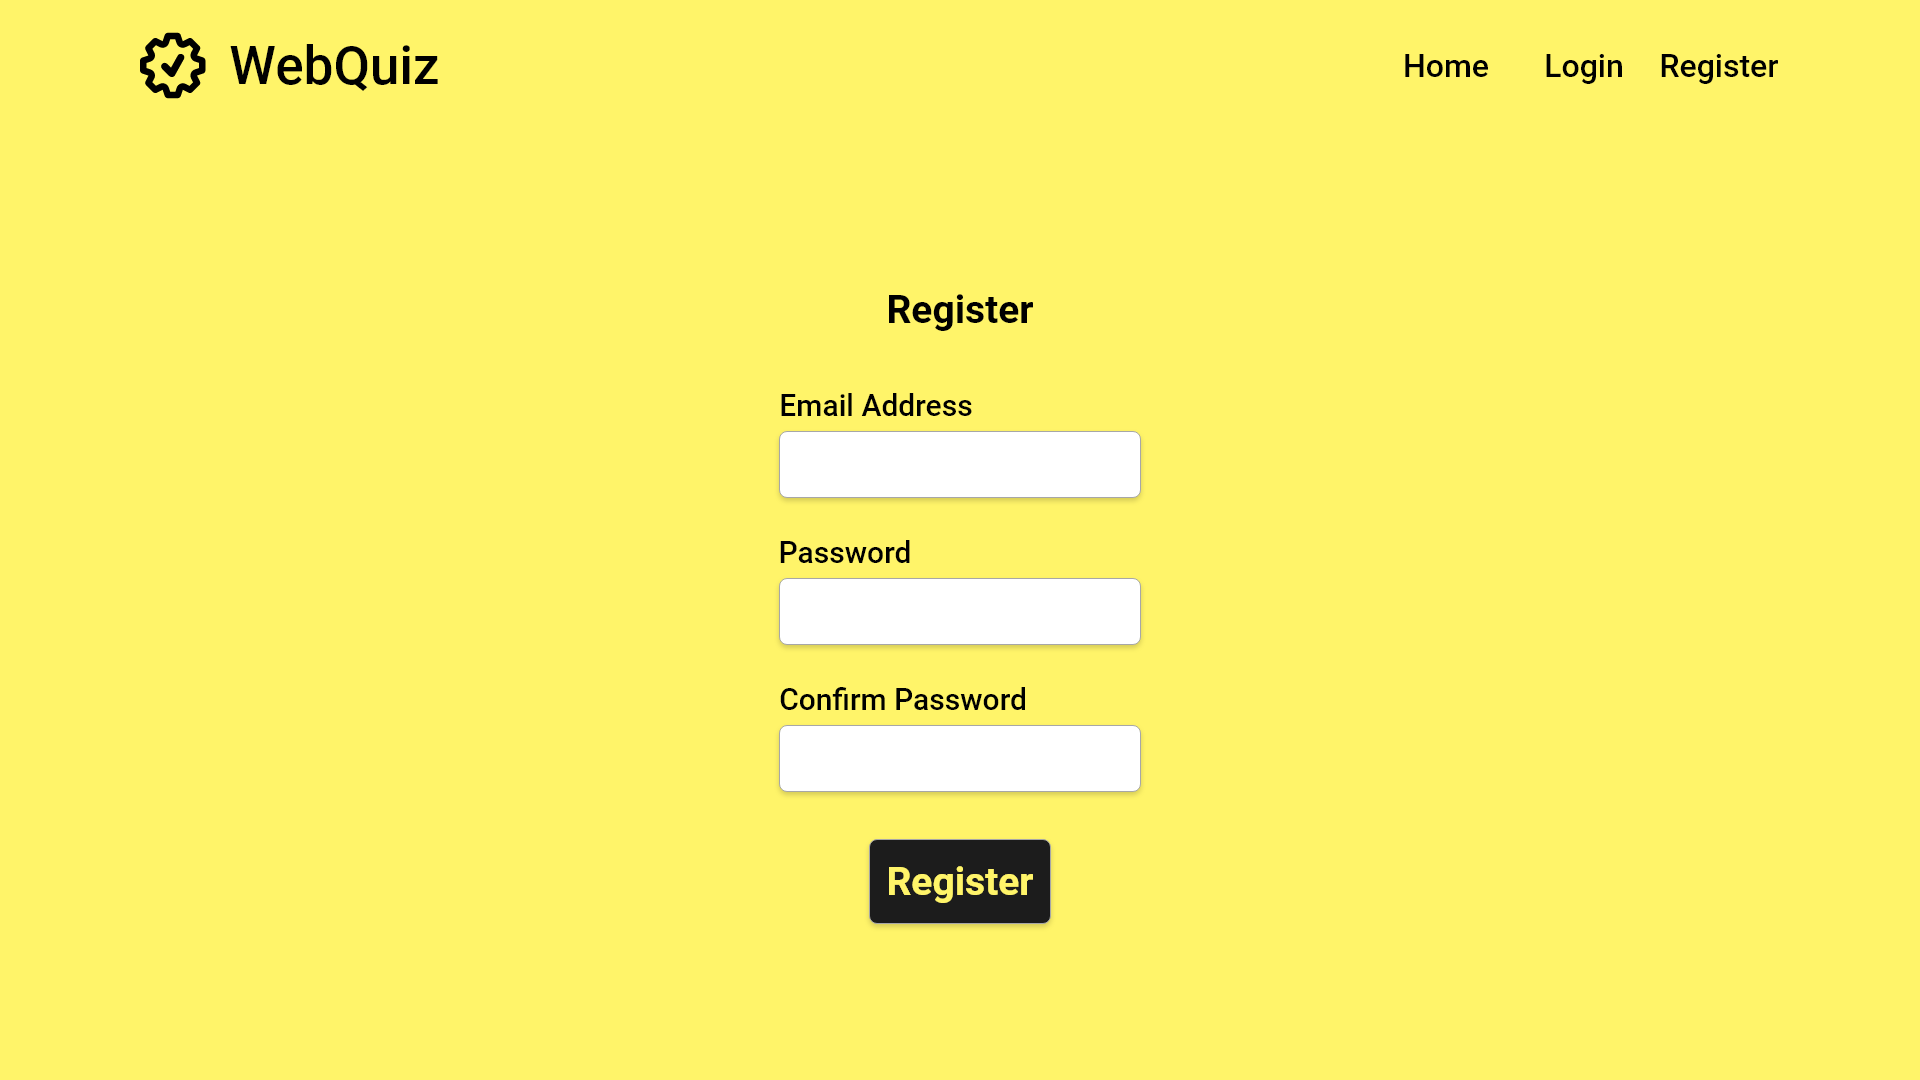 WebQuiz
Home Login Register
Register
Email Address
Password
Confirm Password
Register